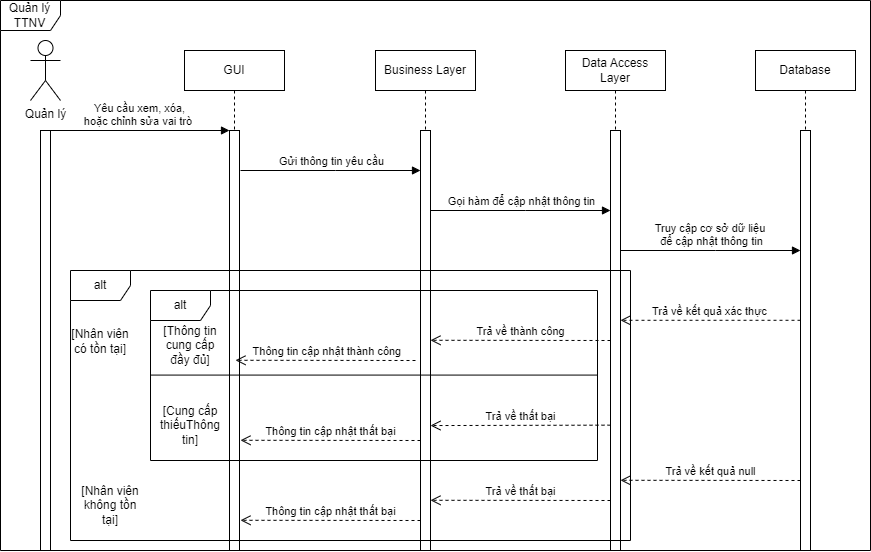 Quản lý
TTNV
Quản lý
GUI
Business Layer
Data Access
Layer
Database
Yêu cầu xem, xóa,
hoặc chỉnh sửa vai trò
Gửi thông tin yêu cầu
Gọi hàm để cập nhật thông tin
Truy cập cơ sở dữ liệu
để cập nhật thông tin
alt
[Nhân viên
có tồn tại]
alt
[Thông tin
cung cấp
đầy đủ]
Trả về kết quả xác thực
Trả về thành công
Thông tin cập nhật thành công
[Cung cấp
thiếuThông
tin]
Trả về thất bại
Thông tin cập nhật thất bại
Trả về kết quả null
[Nhân viên
không tồn
tại]
Trả về thất bại
Thông tin cập nhật thất bại